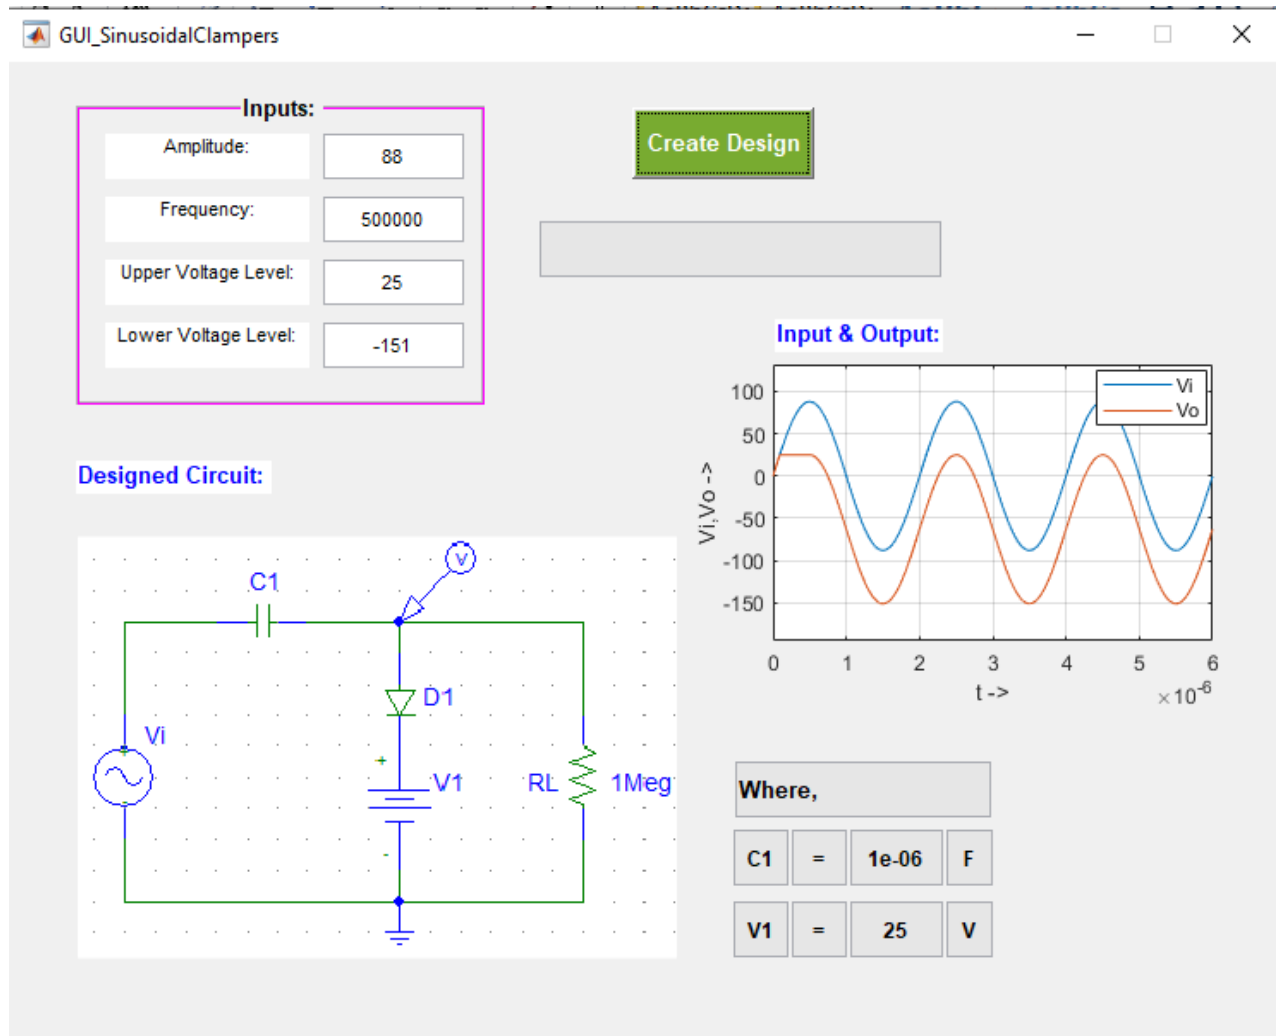 GUI_SinusoidalClampers
Inputs:
Amplitude: 88
Frequency: 500000
Upper Voltage Level: 25
Lower Voltage Level: -151
Create Design
Input & Output:
Vi
Vo
100
50
0
-50
-100
-150
Vi,Vo ->
0 1 2 3 4 5 6
t ->
×10-6
Designed Circuit:
V
C1
D1
Vi
+
V1
RL 1Meg
-
Where,
C1 = 1e-06 F
V1 = 25 V